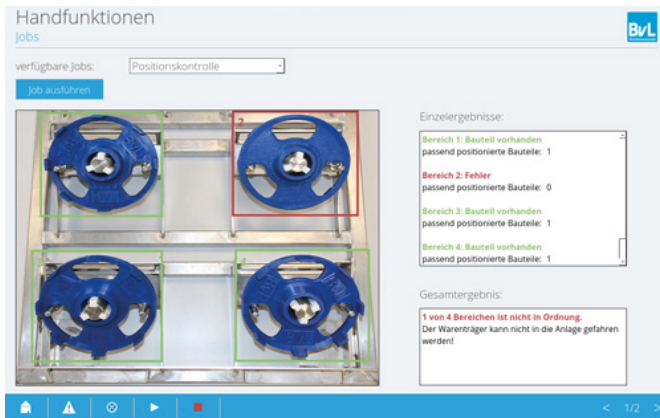 Handfunktionen
Jobs
BvL
verfügbare Jobs:
Positionskontrolle
Job ausführen
2
Einzelergebnisse:
Bereich 1: Bauteil vorhanden
passend positionierte Bauteile: 1
Bereich 2: Fehler
passend positionierte Bauteile: 0
Bereich 3: Bauteil vorhanden
passend positionierte Bauteile: 1
Bereich 4: Bauteil vorhanden
passend positionierte Bauteile: 1
Gesamtergebnis:
1 von 4 Bereichen ist nicht in Ordnung.
Der Warenträger kann nicht in die Anlage gefahren
werden!
< 1/2 >